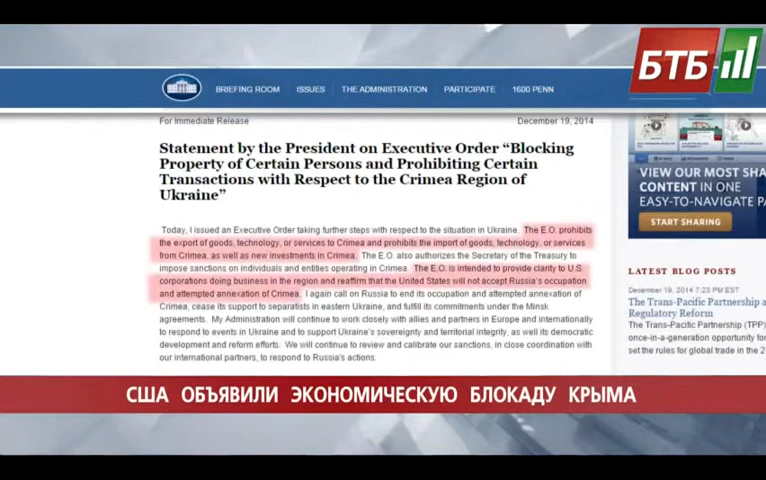 БТБ
BRIEFING ROOM ISSUES THE ADMINISTRATION PARTICIPATE 1600 PENN
For Immediate Release December 19, 2014
Statement by the President on Executive Order “Blocking
Property of Certain Persons and Prohibiting Certain
Transactions with Respect to the Crimea Region of
Ukraine”
Today, I issued an Executive Order taking further steps with respect to the situation in Ukraine. The E.O. prohibits
the export of goods, technology, or services to Crimea and prohibits the import of goods, technology, or services
from Crimea, as well as new investments in Crimea. The E.O. also authorizes the Secretary of the Treasury to
impose sanctions on individuals and entities operating in Crimea. The E.O. is intended to provide clarity to U.S.
corporations doing business in the region and reaffirm that the United States will not accept Russia's occupation
and attempted annexation of Crimea. I again call on Russia to end its occupation and attempted annexation of
Crimea, cease its support to separatists in eastern Ukraine, and fulfill its commitments under the Minsk
agreements. My Administration will continue to work closely with allies and partners in Europe and internationally
to respond to events in Ukraine and to support Ukraine's sovereignty and territorial integrity, as well its democratic
development and reform efforts. We will continue to review and calibrate our sanctions, in close coordination with
our international partners, to respond to Russia's actions.
VIEW OUR MOST SHA
CONTENT IN ONE
EASY-TO-NAVIGATE PA
START SHARING
LATEST BLOG POSTS
December 19, 2014 7:23 PM EST
The Trans-Pacific Partnership a
Regulatory Reform
The Trans-Pacific Partnership (TPP)
once-in-a-generation opportunity for
set the rules for global trade in the 2
США ОБЪЯВИЛИ ЭКОНОМИЧЕСКУЮ БЛОКАДУ КРЫМА